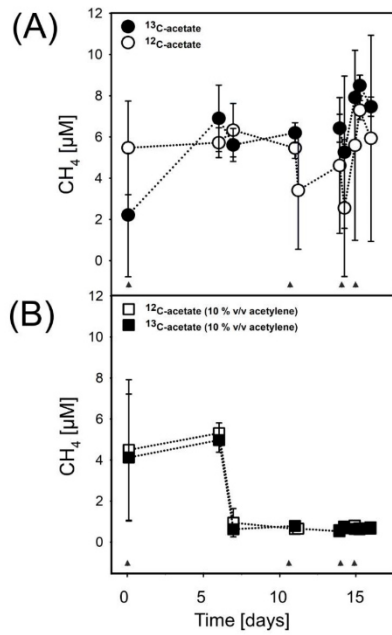 (A)
¹³C-acetate
¹²C-acetate
CH₄ [µM]
12
10
8
6
4
2
0
(B)
¹²C-acetate (10 % v/v acetylene)
¹³C-acetate (10 % v/v acetylene)
CH₄ [µM]
12
10
8
6
4
2
0
0 5 10 15
Time [days]